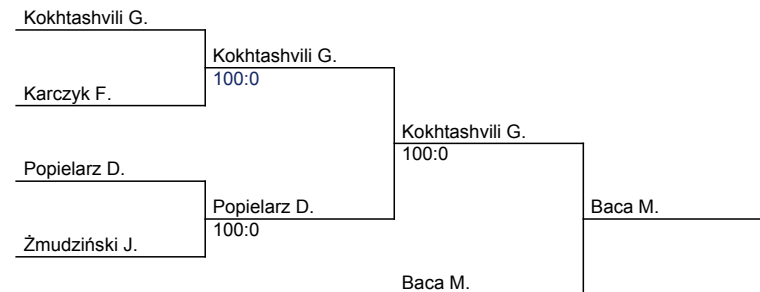 Kokhtashvili G.
Kokhtashvili G.
100:0
Karczyk F.
Kokhtashvili G.
100:0
Popielarz D.
Popielarz D.
100:0
Baca M.
Żmudziński J.
Baca M.